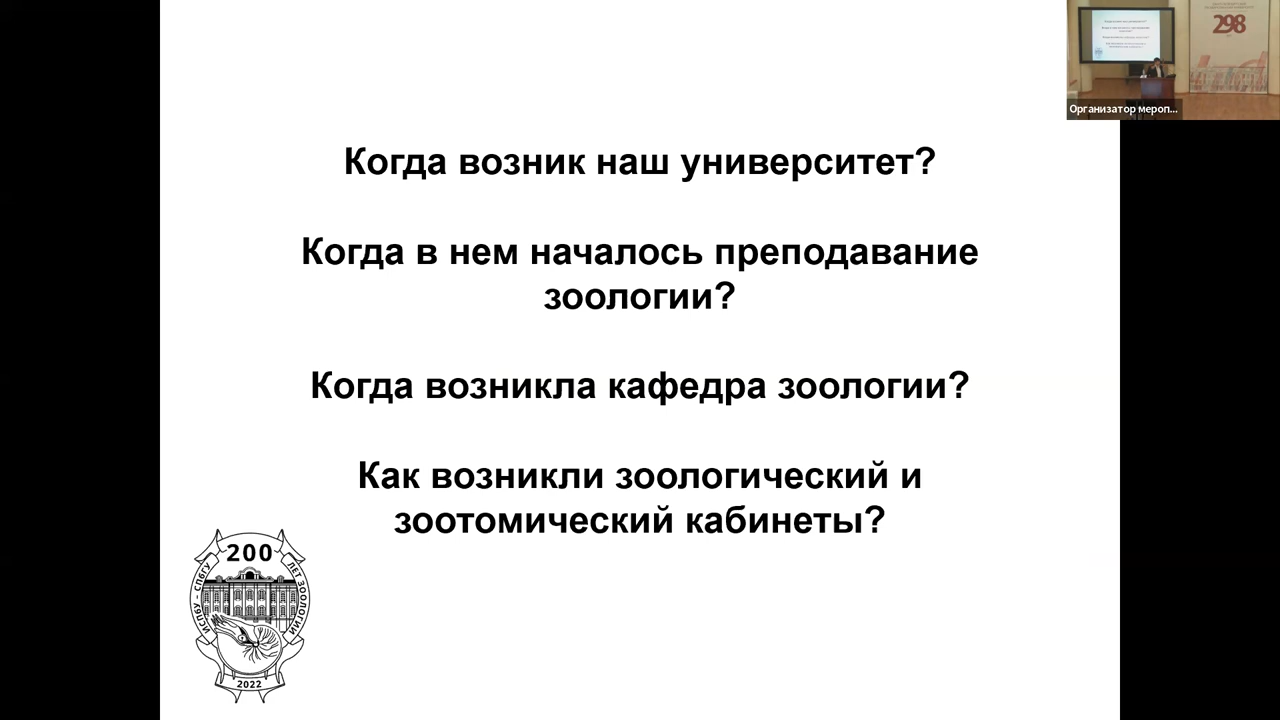 298
Организатор мероп...
Когда возник наш университет?
Когда в нем началось преподавание
зоологии?
Когда возникла кафедра зоологии?
Как возникли зоологический и
зоотомический кабинеты?
200
ИСПБУ - СПбГУ
ЛЕТ ЗООЛОГИИ
2022